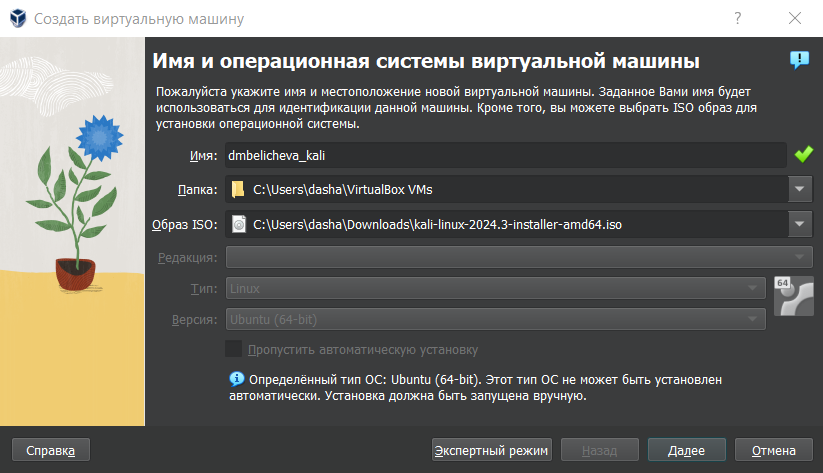 Создать виртуальную машину
?
Имя и операционная системы виртуальной машины
Пожалуйста укажите имя и местоположение новой виртуальной машины. Заданное Вами имя будет
использоваться для идентификации данной машины. Кроме того, вы можете выбрать ISO образ для
установки операционной системы.
Имя: dmbelicheva_kali
Папка: C:\Users\dasha\VirtualBox VMs
Образ ISO: C:\Users\dasha\Downloads\kali-linux-2024.3-installer-amd64.iso
Редакция:
Тип: Linux
64
Версия: Ubuntu (64-bit)
Пропустить автоматическую установку
Определённый тип ОС: Ubuntu (64-bit). Этот тип ОС не может быть установлен
автоматически. Установка должна быть запущена вручную.
Справка Экспертный режим Назад Далее Отмена